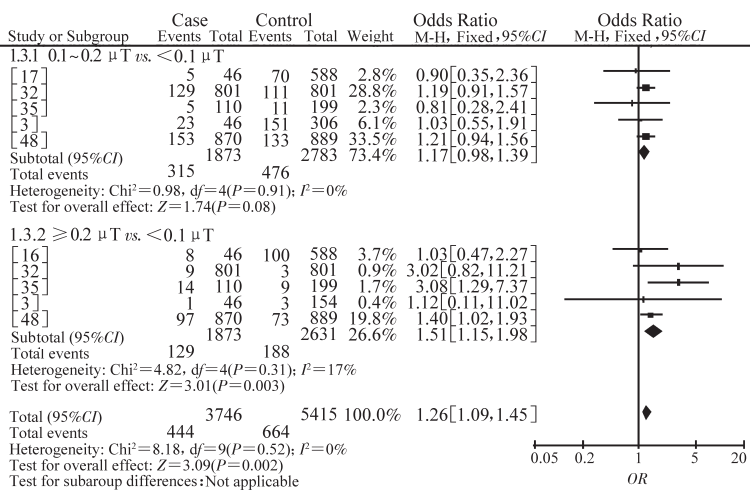 Case Control Odds Ratio Odds Ratio
Study or Subgroup Events Total Events Total Weight M-H, Fixed,95%CI M-H, Fixed,95%CI
1.3.1 0.1~0.2 μT vs. <0.1 μT
[17] 5 46 70 588 2.8% 0.90[0.35,2.36]
[32] 129 801 111 801 28.8% 1.19[0.91,1.57]
[35] 5 110 11 199 2.3% 0.81[0.28,2.41]
[3] 23 46 151 306 6.1% 1.03[0.55,1.91]
[48] 153 870 133 889 33.5% 1.21[0.94,1.56]
Subtotal (95%CI) 1873 2783 73.4% 1.17[0.98,1.39]
Total events 315 476
Heterogeneity: Chi²=0.98, df=4(P=0.91); I²=0%
Test for overall effect: Z=1.74(P=0.08)
1.3.2 ≥0.2 μT vs. <0.1 μT
[16] 8 46 100 588 3.7% 1.03[0.47,2.27]
[32] 9 801 3 801 0.9% 3.02[0.82,11.21]
[35] 14 110 9 199 4.1% 3.08[1.29,7.37]
[3] 1 46 3 154 0.4% 1.12[0.11,11.02]
[48] 97 870 73 889 19.8% 1.40[1.02,1.93]
Subtotal (95%CI) 1873 2631 26.6% 1.51[1.15,1.98]
Total events 129 188
Heterogeneity: Chi²=4.82, df=4(P=0.31); I²=17%
Test for overall effect: Z=3.01(P=0.003)
Total (95%CI) 3746 5415 100.0% 1.26[1.09,1.45]
Total events 444 664
Heterogeneity: Chi²=8.18, df=9(P=0.52); I²=0%
Test for overall effect: Z=3.09(P=0.002)
Test for subaroup differences:Not applicable
0.05 0.2 1 5 20
OR